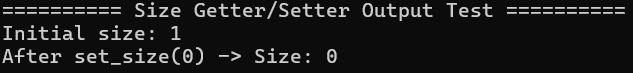 ========== Size Getter/Setter Output Test ==========
Initial size: 1
After set_size(0) -> Size: 0